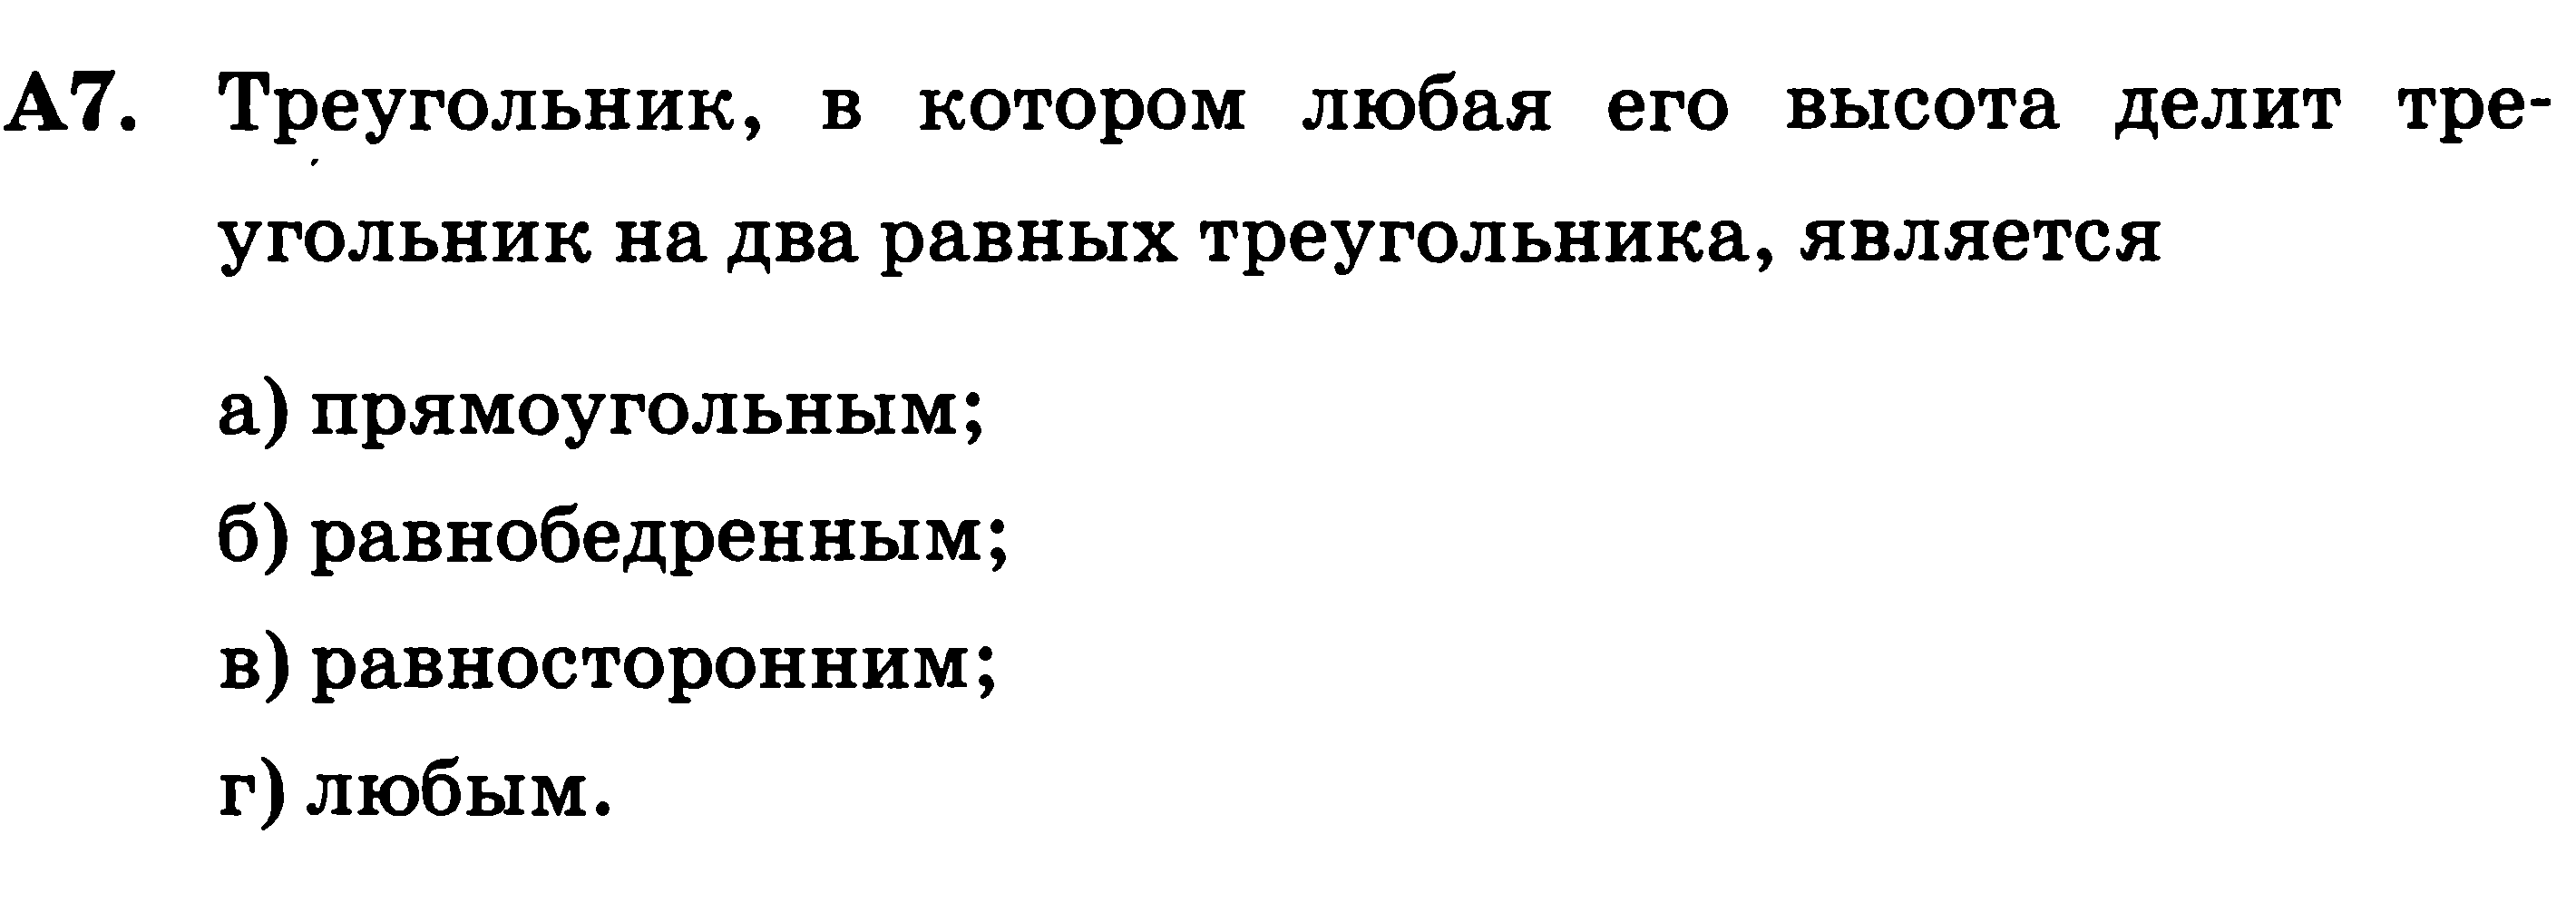 А7. Треугольник, в котором любая его высота делит тре-
угольник на два равных треугольника, является
а) прямоугольным;
б) равнобедренным;
в) равносторонним;
г) любым.